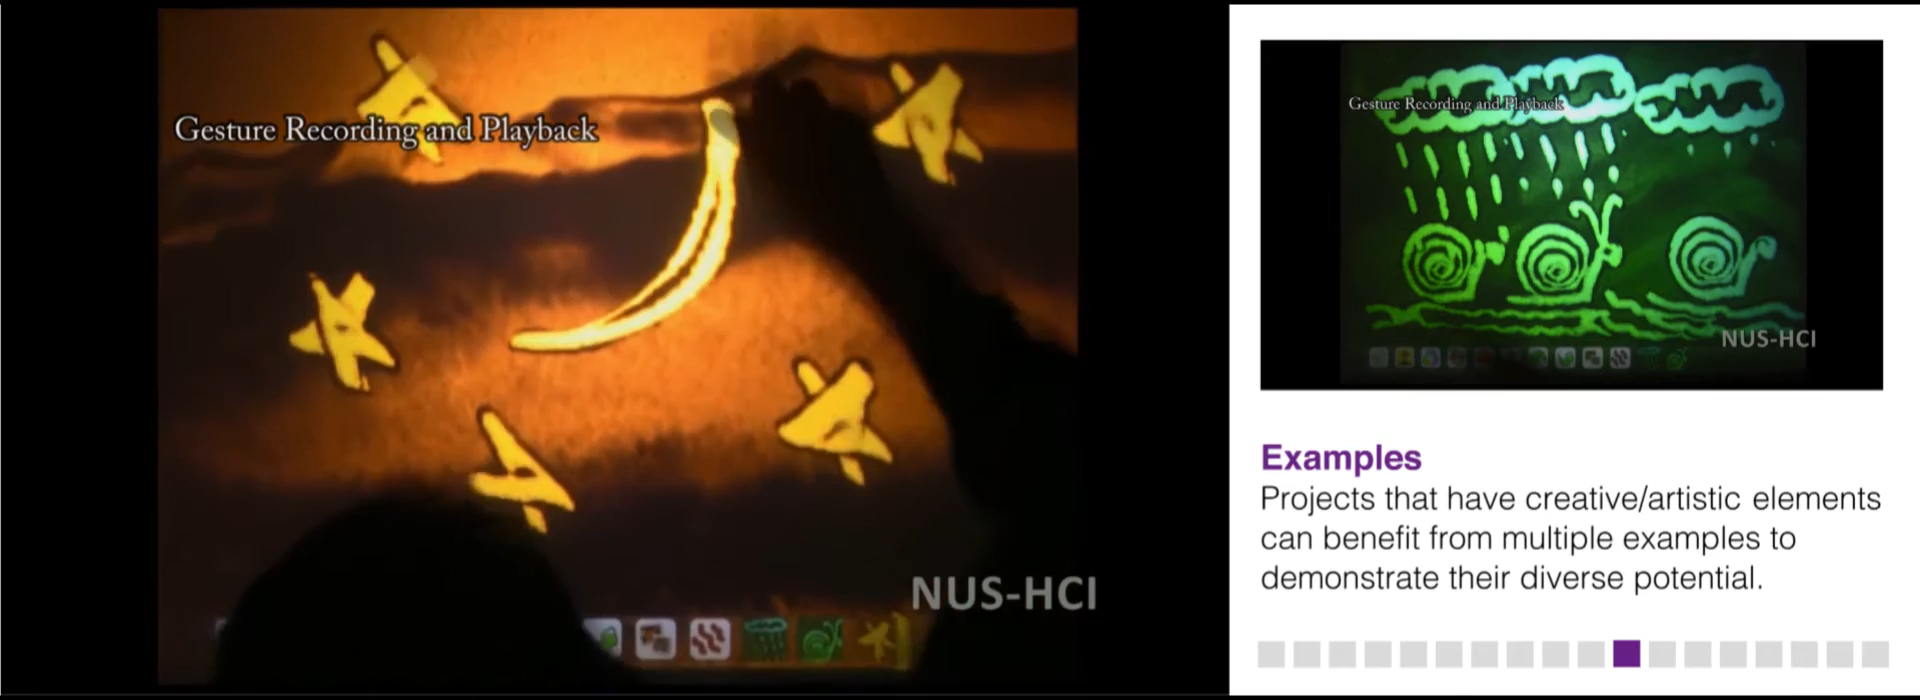 Gesture Recording and Playback
NUS-HCI
Gesture Recording and Playback
NUS-HCI
Examples
Projects that have creative/artistic elements
can benefit from multiple examples to
demonstrate their diverse potential.